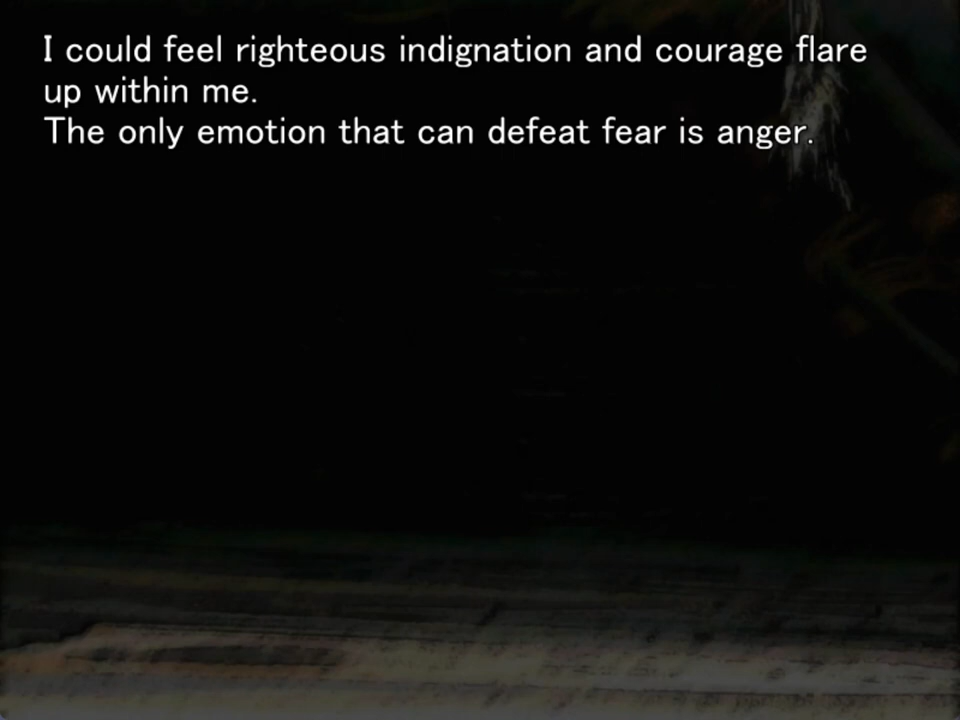 I could feel righteous indignation and courage flare
up within me.
The only emotion that can defeat fear is anger.